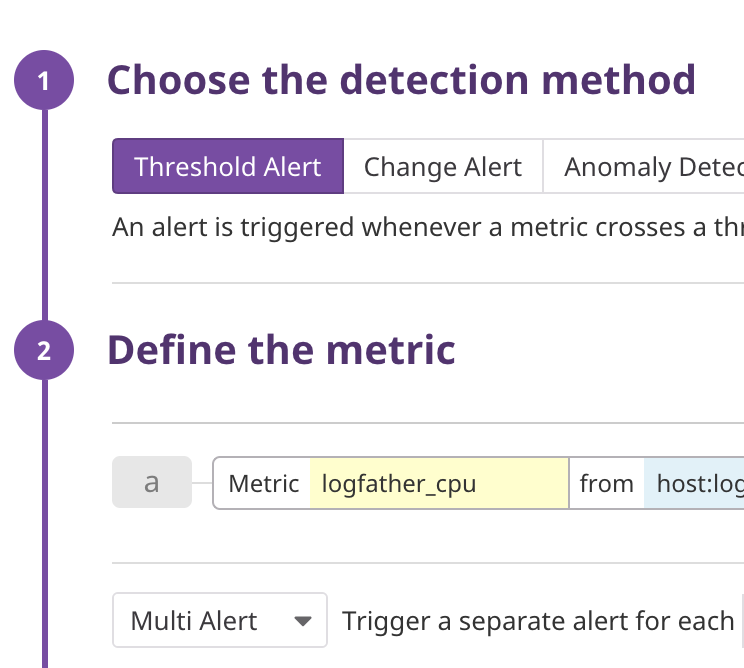 1 Choose the detection method
Threshold Alert Change Alert Anomaly Detec
An alert is triggered whenever a metric crosses a thr
2 Define the metric
a Metric logfather_cpu from host:log
Multi Alert Trigger a separate alert for each